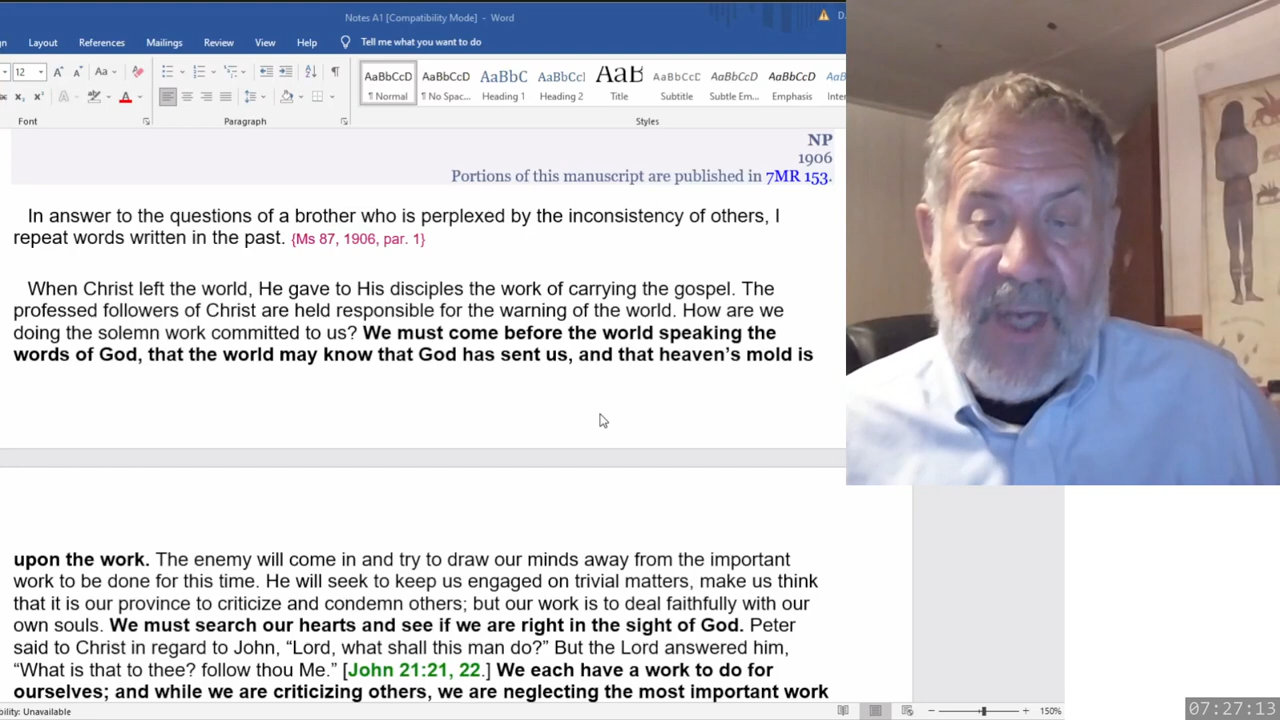 Notes A1 [Compatibility Mode] - Word
D.
Layout References Mailings Review View Help Tell me what you want to do
12
Aa
AaBbCcD AaBbCcD AaBbC AaBbCcl AaB AaBbCcD AaBbCcD AaBbCcD
¶ Normal ¶ No Spac... Heading 1 Heading 2 Title Subtitle Subtle Em... Emphasis
Font Paragraph Styles
NP
1906
Portions of this manuscript are published in 7MR 153.
In answer to the questions of a brother who is perplexed by the inconsistency of others, I
repeat words written in the past. {Ms 87, 1906, par. 1}
When Christ left the world, He gave to His disciples the work of carrying the gospel. The
professed followers of Christ are held responsible for the warning of the world. How are we
doing the solemn work committed to us? We must come before the world speaking the
words of God, that the world may know that God has sent us, and that heaven’s mold is
upon the work. The enemy will come in and try to draw our minds away from the important
work to be done for this time. He will seek to keep us engaged on trivial matters, make us think
that it is our province to criticize and condemn others; but our work is to deal faithfully with our
own souls. We must search our hearts and see if we are right in the sight of God. Peter
said to Christ in regard to John, “Lord, what shall this man do?” But the Lord answered him,
“What is that to thee? follow thou Me.” [John 21:21, 22.] We each have a work to do for
ourselves; and while we are criticizing others, we are neglecting the most important work
bility: Unavailable
150%
07:27:13